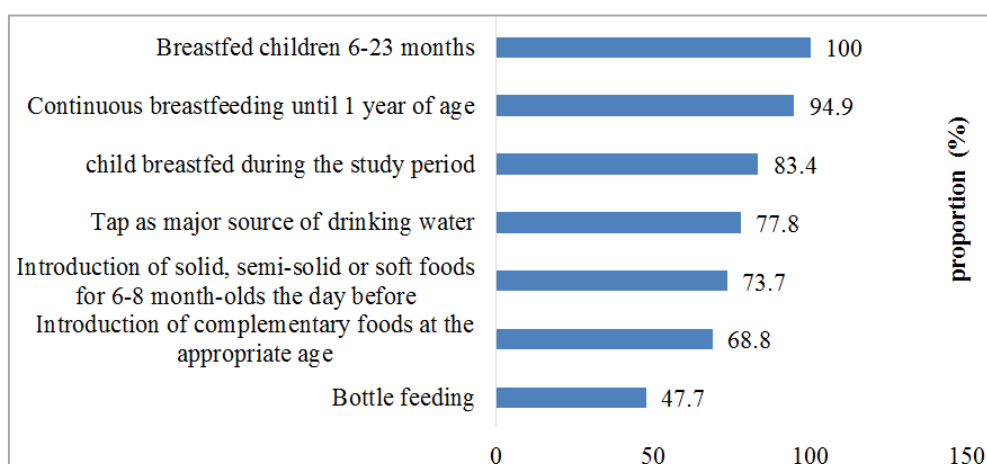 Breastfed children 6-23 months
100
Continuous breastfeeding until 1 year of age
94.9
child breastfed during the study period
83.4
Tap as major source of drinking water
77.8
Introduction of solid, semi-solid or soft foods
for 6-8 month-olds the day before
73.7
Introduction of complementary foods at the
appropriate age
68.8
Bottle feeding
47.7
0 50 100 150
proportion (%)